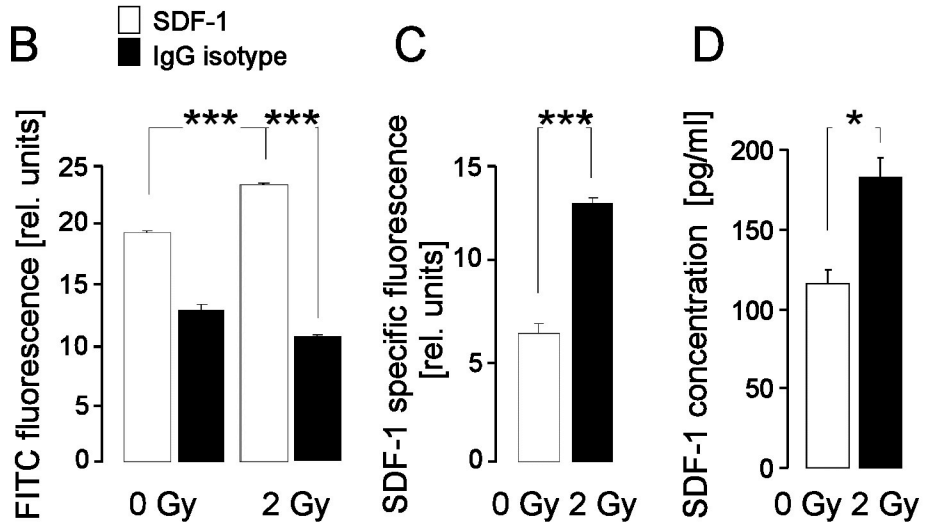 B
SDF-1
IgG isotype
FITC fluorescence [rel. units]
*** ***
25
20
15
10
5
0
0 Gy 2 Gy
C
SDF-1 specific fluorescence
[rel. units]
***
15
10
5
0
0 Gy 2 Gy
D
SDF-1 concentration [pg/ml]
*
200
150
100
50
0
0 Gy 2 Gy